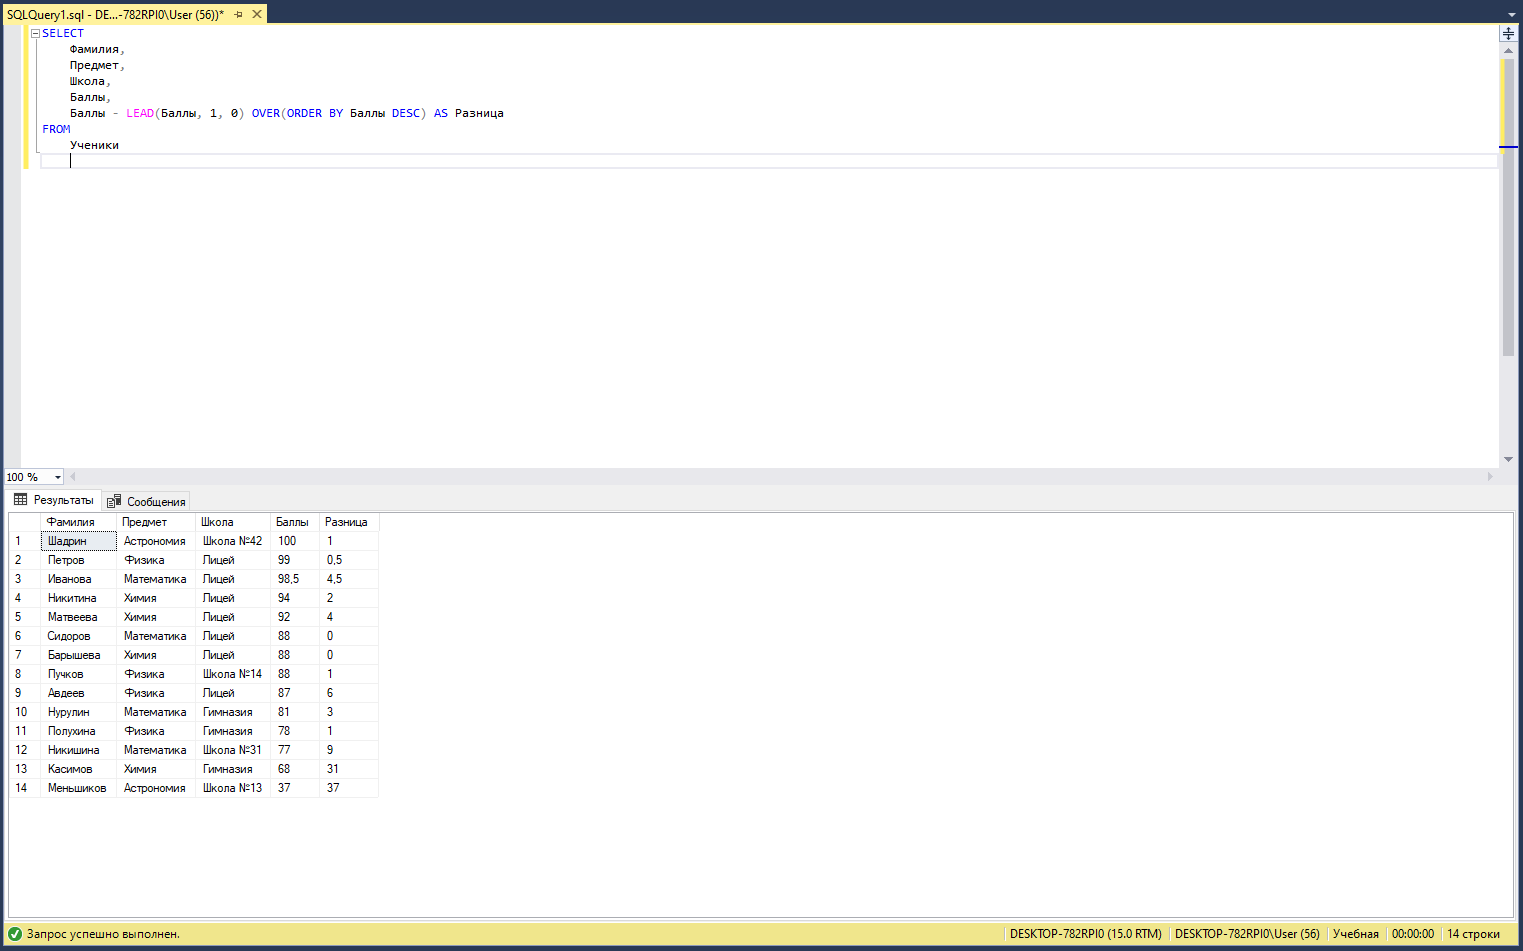 SQLQuery1.sql - DE...-782RPI0\User (56))*
SELECT
Фамилия,
Предмет,
Школа,
Баллы,
Баллы - LEAD(Баллы, 1, 0) OVER(ORDER BY Баллы DESC) AS Разница
FROM
Ученики
100 %
Результаты Сообщения
Фамилия Предмет Школа Баллы Разница
1 Шадрин Астрономия Школа №42 100 1
2 Петров Физика Лицей 99 0,5
3 Иванова Математика Лицей 98,5 4,5
4 Никитина Химия Лицей 94 2
5 Матвеева Химия Лицей 92 4
6 Сидоров Математика Лицей 88 0
7 Барышева Химия Лицей 88 0
8 Пучков Физика Школа №14 88 1
9 Авдеев Физика Лицей 87 6
10 Нурулин Математика Гимназия 81 3
11 Полухина Физика Гимназия 78 1
12 Никишина Математика Школа №31 77 9
13 Касимов Химия Гимназия 68 31
14 Меньшиков Астрономия Школа №13 37 37
Запрос успешно выполнен. DESKTOP-782RPI0 (15.0 RTM) DESKTOP-782RPI0\User (56) Учебная 00:00:00 14 строки